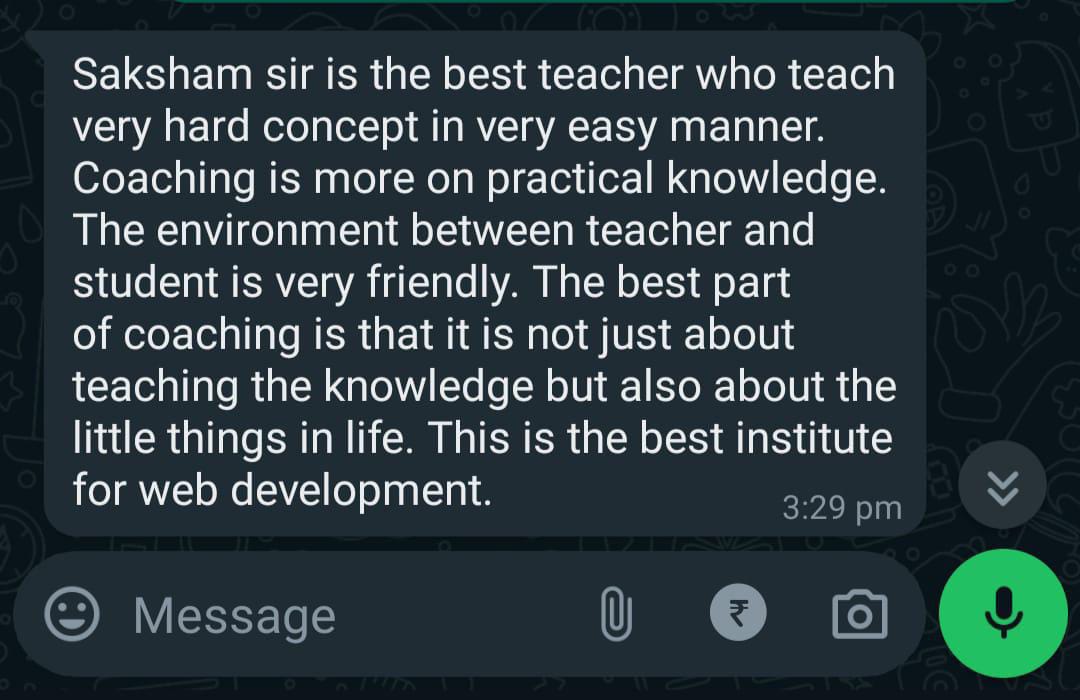 Saksham sir is the best teacher who teach
very hard concept in very easy manner.
Coaching is more on practical knowledge.
The environment between teacher and
student is very friendly. The best part
of coaching is that it is not just about
teaching the knowledge but also about the
little things in life. This is the best institute
for web development.
3:29 pm
Message
₹